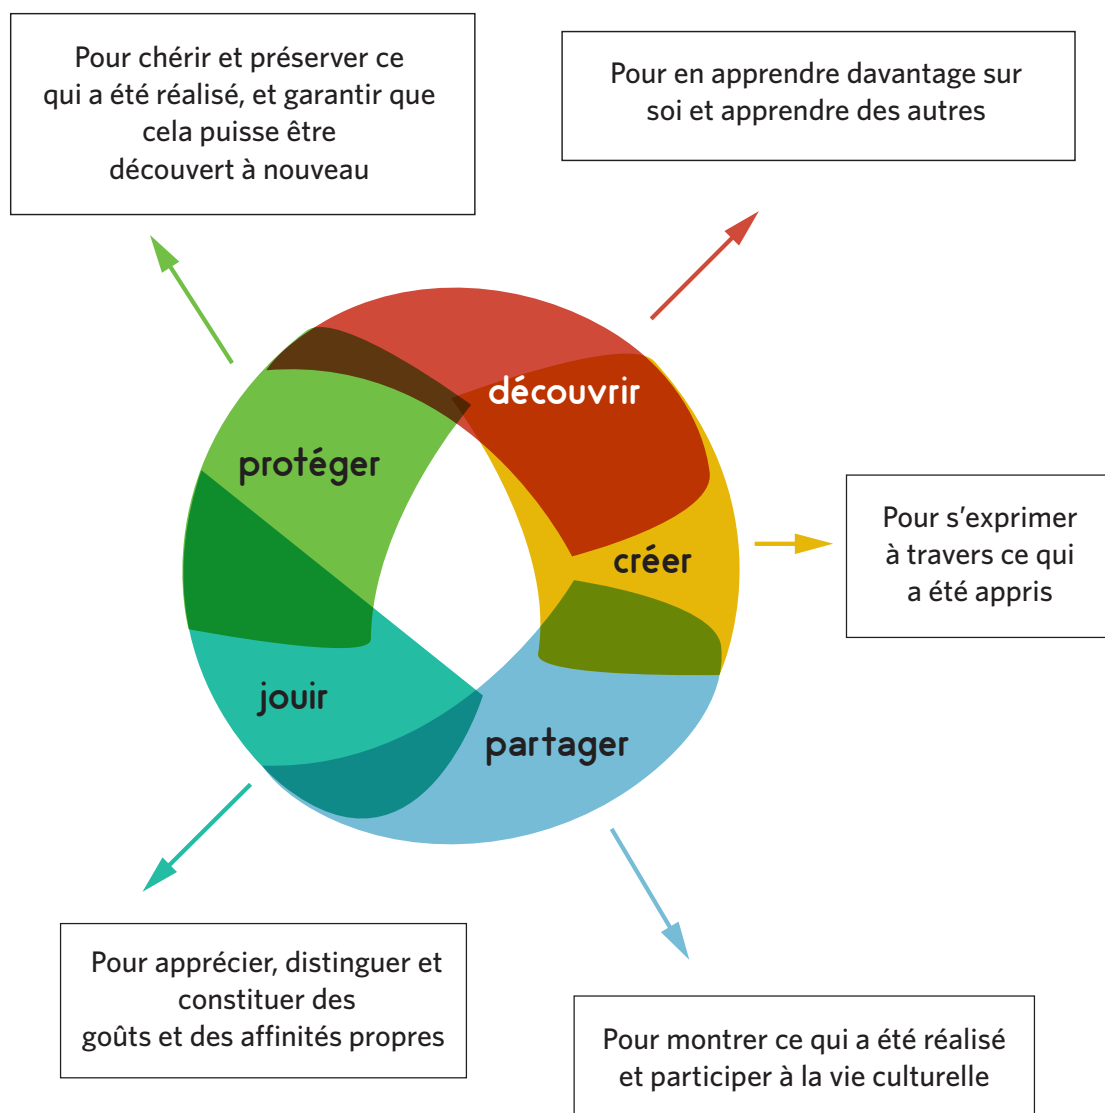 Pour chérir et préserver ce
qui a été réalisé, et garantir que
cela puisse être
découvert à nouveau
Pour en apprendre davantage sur
soi et apprendre des autres
découvrir
protéger
Pour s'exprimer
à travers ce qui
a été appris
créer
jouir
partager
Pour apprécier, distinguer et
constituer des
goûts et des affinités propres
Pour montrer ce qui a été réalisé
et participer à la vie culturelle